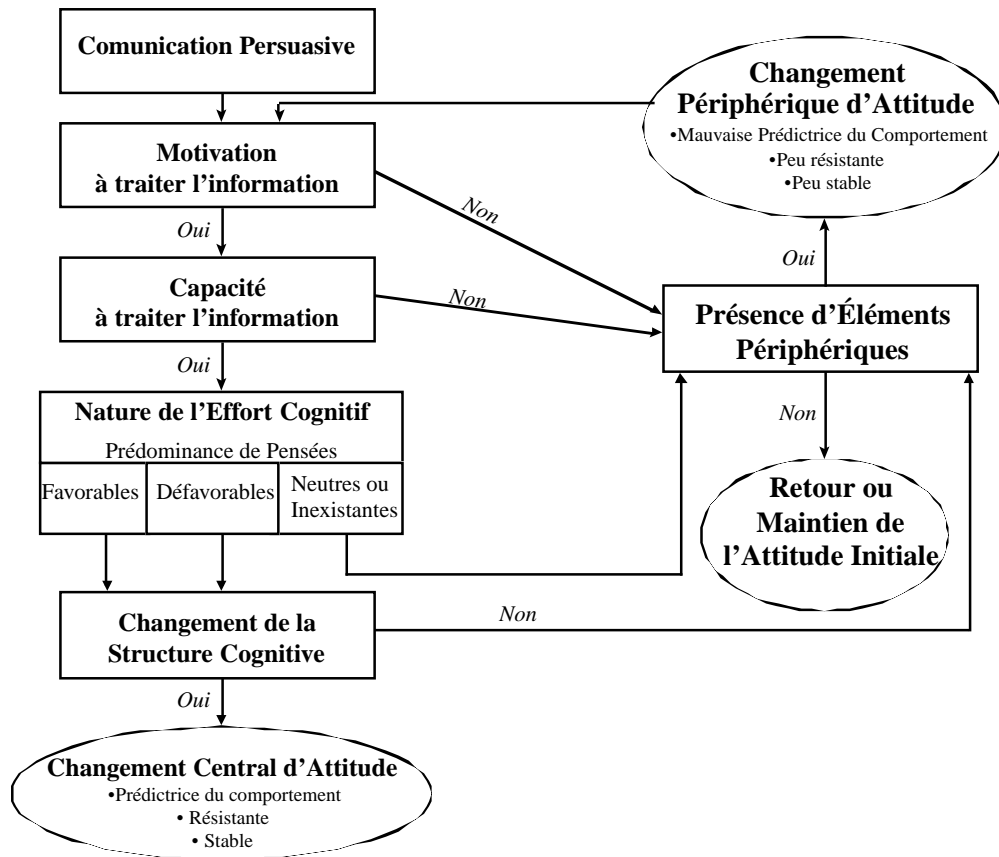 Comunication Persuasive
Changement
Périphérique d'Attitude
•Mauvaise Prédictrice du Comportement
•Peu résistante
•Peu stable
Motivation
à traiter l'information
Non
Oui
Oui
Capacité
à traiter l'information
Non
Présence d'Éléments
Périphériques
Oui
Nature de l'Effort Cognitif
Prédominance de Pensées
Favorables
Défavorables
Neutres ou
Inexistantes
Non
Retour ou
Maintien de
l'Attitude Initiale
Changement de la
Structure Cognitive
Non
Oui
Changement Central d'Attitude
•Prédictrice du comportement
• Résistante
• Stable